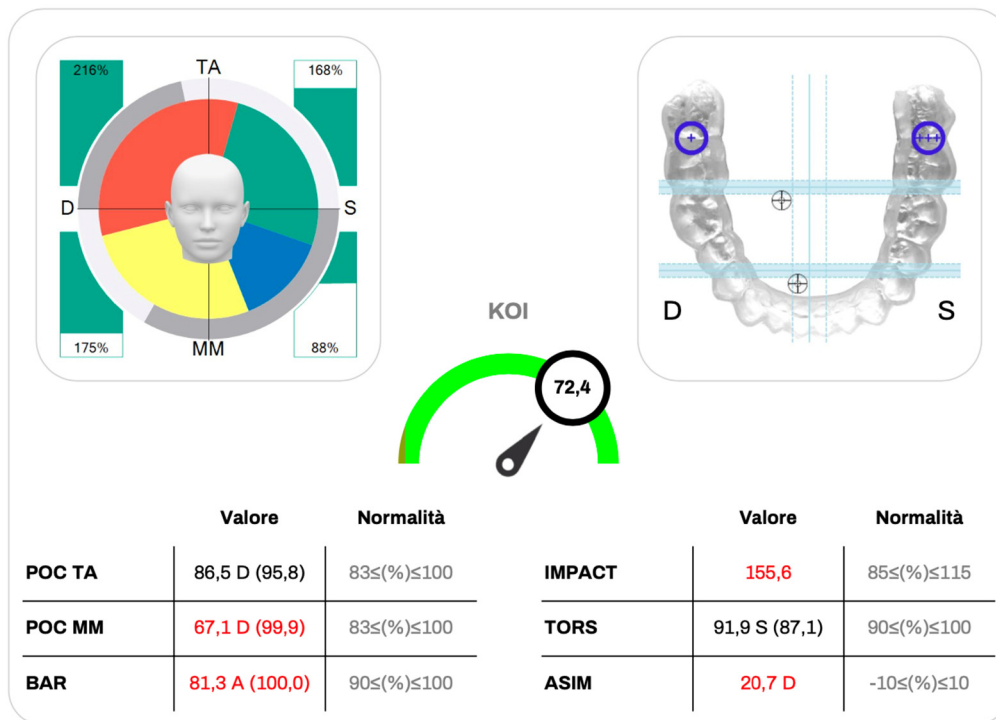 216%
TA
168%
D
S
175%
MM
88%
+
+++
D
S
KOI
72,4
Valore Normalità
POC TA 86,5 D (95,8) 83≤(%)≤100
POC MM 67,1 D (99,9) 83≤(%)≤100
BAR 81,3 A (100,0) 90≤(%)≤100
Valore Normalità
IMPACT 155,6 85≤(%)≤115
TORS 91,9 S (87,1) 90≤(%)≤100
ASIM 20,7 D -10≤(%)≤10